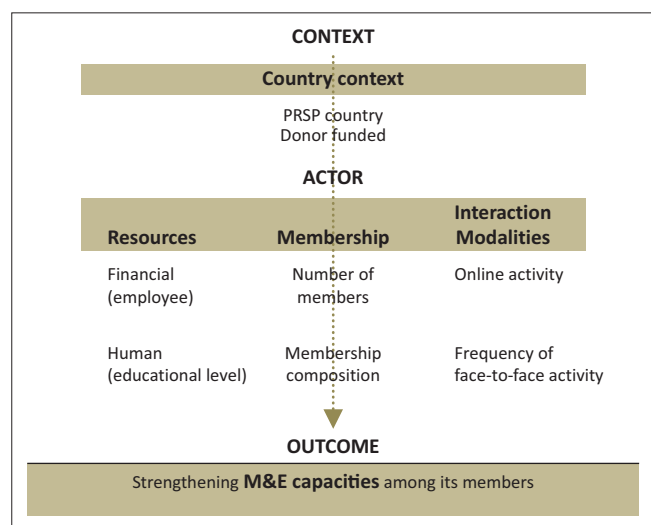 CONTEXT
Country context
PRSP country
Donor funded
ACTOR
Resources
Membership
Interaction
Modalities
Financial
(employee)
Number of
members
Online activity
Human
(educational level)
Membership
composition
Frequency of
face-to-face activity
OUTCOME
Strengthening M&E capacities among its members